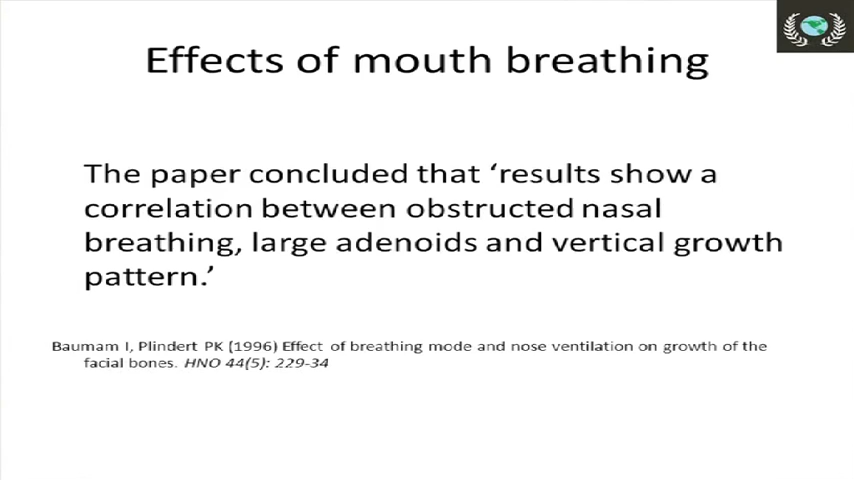 Effects of mouth breathing
The paper concluded that ‘results show a
correlation between obstructed nasal
breathing, large adenoids and vertical growth
pattern.’
Baumam I, Plindert PK (1996) Effect of breathing mode and nose ventilation on growth of the
facial bones. HNO 44(5): 229-34